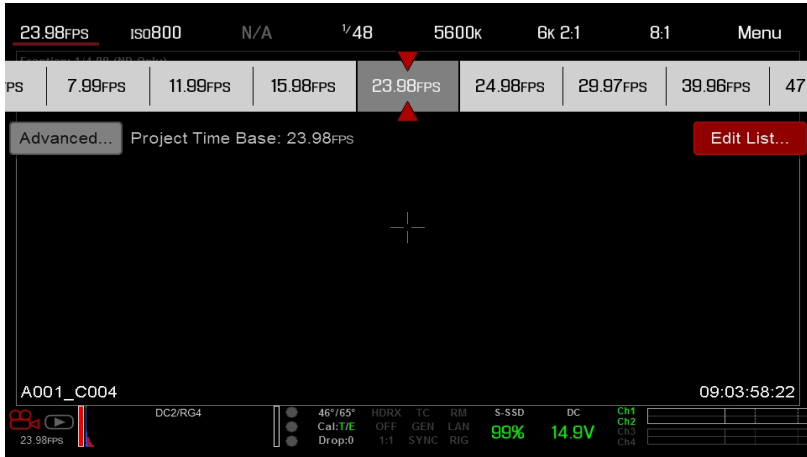 23.98FPS ISO800 N/A 1/48 5600K 6K 2:1 8:1 Menu
PS 7.99FPS 11.99FPS 15.98FPS 23.98FPS 24.98FPS 29.97FPS 39.96FPS 47
Advanced... Project Time Base: 23.98FPS Edit List...
A001_C004 09:03:58:22
DC2/RG4 46°/65° HDRX TC RM S-SSD DC Ch1
Cal:T/E OFF GEN LAN 99% 14.9V Ch2
23.98FPS Drop:0 1:1 SYNC RIG Ch3
Ch4